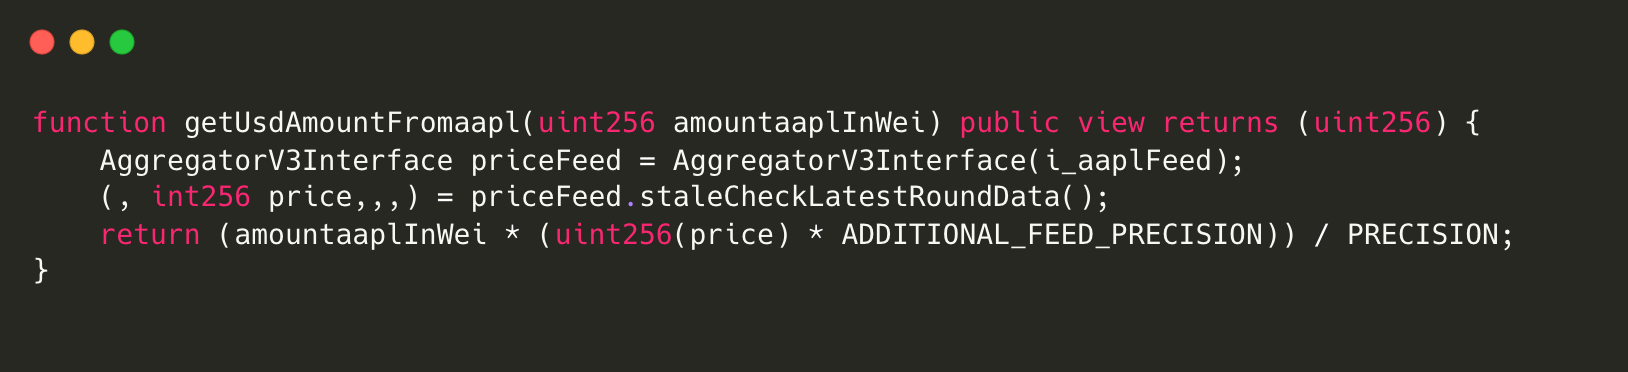 function getUsdAmountFromaapl(uint256 amountaaplInWei) public view returns (uint256) {
    AggregatorV3Interface priceFeed = AggregatorV3Interface(i_aaplFeed);
    (, int256 price,,,) = priceFeed.staleCheckLatestRoundData();
    return (amountaaplInWei * (uint256(price) * ADDITIONAL_FEED_PRECISION)) / PRECISION;
}